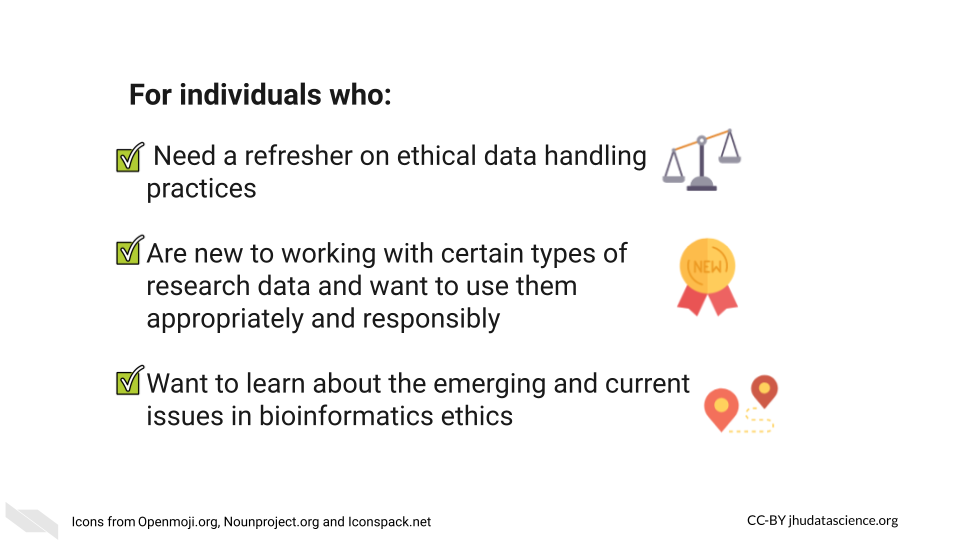 For individuals who:
Need a refresher on ethical data handling
practices
Are new to working with certain types of
research data and want to use them
appropriately and responsibly
NEW
Want to learn about the emerging and current
issues in bioinformatics ethics
Icons from Openmoji.org, Nounproject.org and Iconspack.net
CC-BY jhudatascience.org